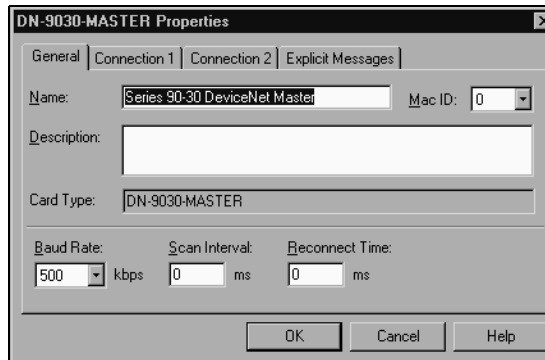 DN-9030-MASTER Properties
General Connection 1 Connection 2 Explicit Messages
Name: Series 90-30 DeviceNet Master Mac ID: 0
Description:
Card Type: DN-9030-MASTER
Baud Rate: Scan Interval: Reconnect Time:
500 kbps 0 ms 0 ms
OK Cancel Help